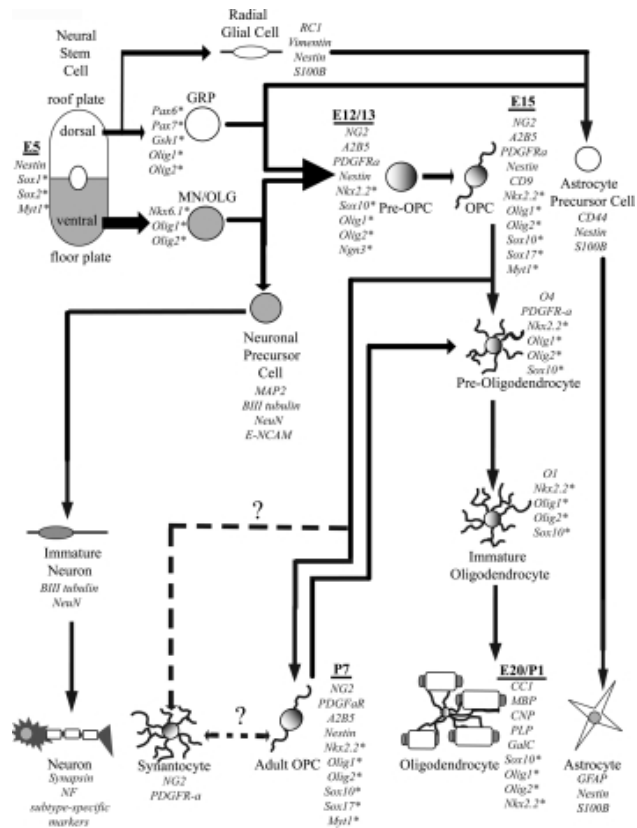 Neural
Stem
Cell
Radial
Glial Cell
RC1
Vimentin
Nestin
S100B
roof plate
dorsal
ventral
floor plate
E5
Nestin
Sox1*
Sox2*
Myt1*
Pax6*
Pax7*
Gsh1*
Olig1*
Olig2*
GRP
MN/OLG
Nkx6.1*
Olig1*
Olig2*
E12/13
NG2
A2B5
PDGFRa
Nestin
Nkx2.2*
Sox10*
Olig1*
Olig2*
Ngn3*
Pre-OPC
E15
NG2
A2B5
PDGFRa
Nestin
CD9
Nkx2.2*
Olig1*
Olig2*
Sox10*
Sox17*
Myt1*
OPC
Astrocyte
Precursor Cell
CD44
Nestin
S100B
Neuronal
Precursor
Cell
MAP2
BIII tubulin
NeuN
E-NCAM
O4
PDGFR-a
Nkx2.2*
Olig1*
Olig2*
Sox10*
Pre-Oligodendrocyte
O1
Nkx2.2*
Olig1*
Olig2*
Sox10*
Immature
Oligodendrocyte
?
Immature
Neuron
BIII tubulin
NeuN
Neuron
Synapsin
NF
subtype-specific
markers
Synantocyte
NG2
PDGFR-a
?
Adult OPC
P7
NG2
PDGFaR
A2B5
Nestin
Nkx2.2*
Olig1*
Olig2*
Sox10*
Sox17*
Myt1*
Oligodendrocyte
E20/P1
CC1
MBP
CNP
PLP
GalC
Sox10*
Olig1*
Olig2*
Nkx2.2*
Astrocyte
GFAP
Nestin
S100B